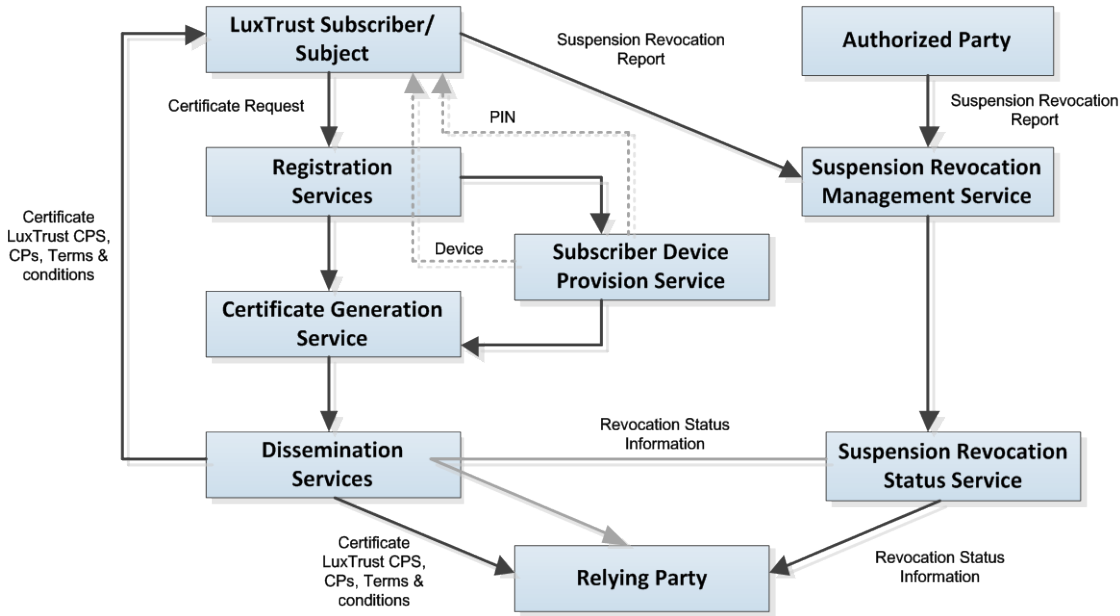 LuxTrust Subscriber/
Subject
Authorized Party
Suspension Revocation
Report
Certificate Request
PIN
Suspension Revocation
Report
Registration
Services
Suspension Revocation
Management Service
Certificate
LuxTrust CPS,
CPs, Terms &
conditions
Device
Subscriber Device
Provision Service
Certificate Generation
Service
Revocation Status
Information
Dissemination
Services
Suspension Revocation
Status Service
Certificate
LuxTrust CPS,
CPs, Terms &
conditions
Relying Party
Revocation Status
Information